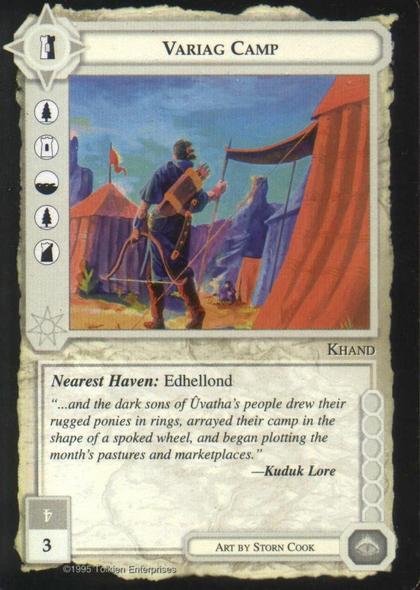 VARIAG CAMP
KHAND
Nearest Haven: Edhellond
“...and the dark sons of Ûvatha’s people drew their
rugged ponies in rings, arrayed their camp in the
shape of a spoked wheel, and began plotting the
month’s pastures and marketplaces.”
—Kuduk Lore
4
3
ART BY STORN COOK
©1995 Tolkien Enterprises